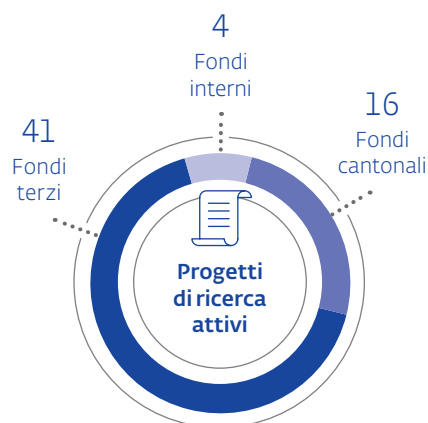 4
Fondi
interni
16
Fondi
cantonali
41
Fondi
terzi
Progetti
di ricerca
attivi